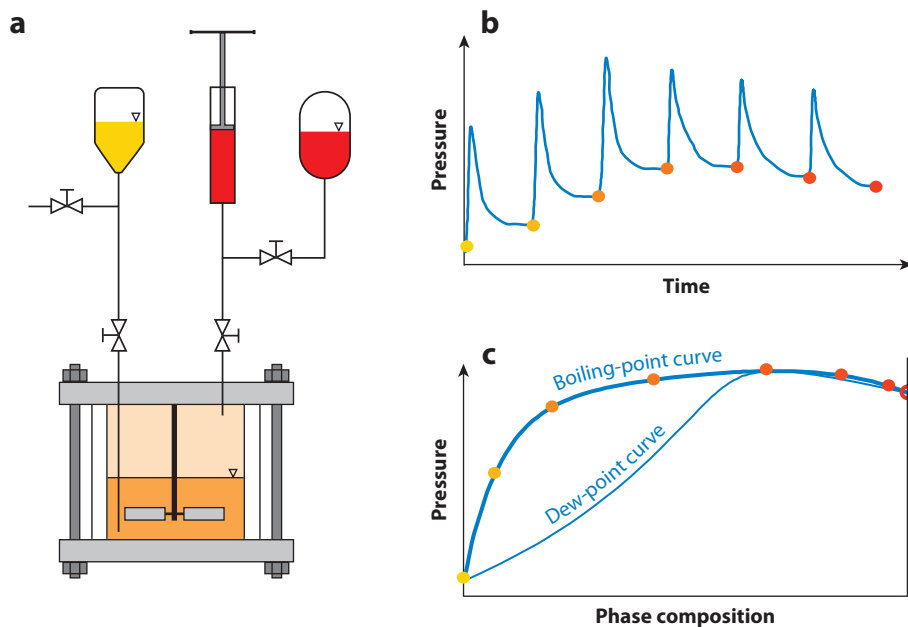 a
b
Pressure
Time
c
Boiling-point curve
Dew-point curve
Pressure
Phase composition